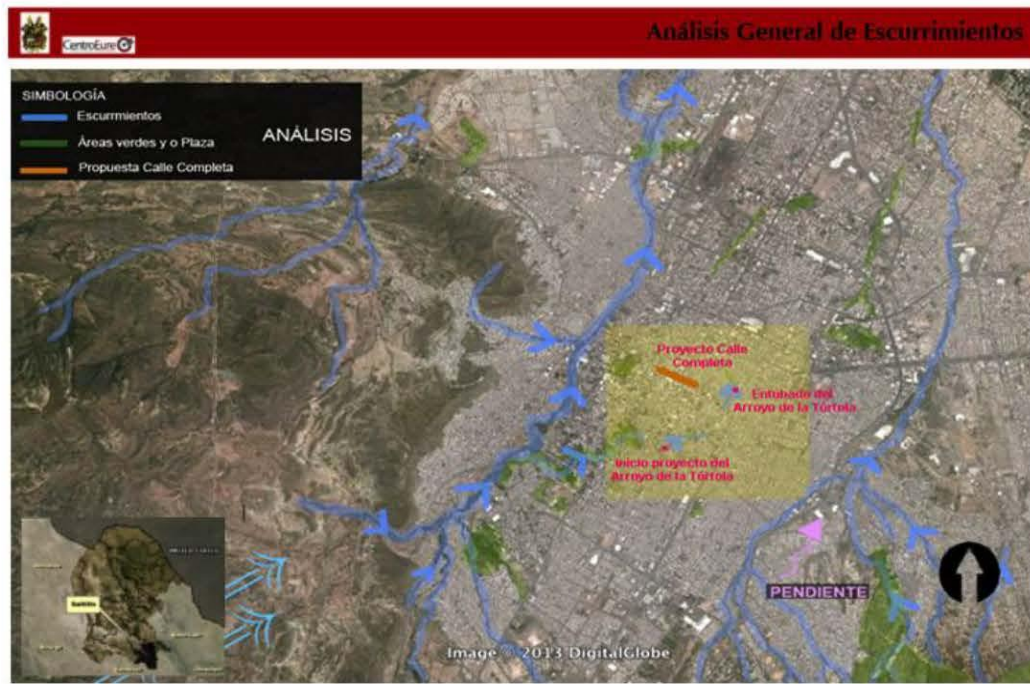 CentroEure
Análisis General de Escurrimientos
SIMBOLOGÍA
Escurrmientos
Áreas verdes y o Plaza
Propuesta Calle Completa
ANÁLISIS
Proyecto Calle
Completa
Entubado del
Arroyo de la Tórtola
Inicio proyecto del
Arroyo de la Tórtola
PENDIENTE
Saltillo
Image © 2013 DigitalGlobe